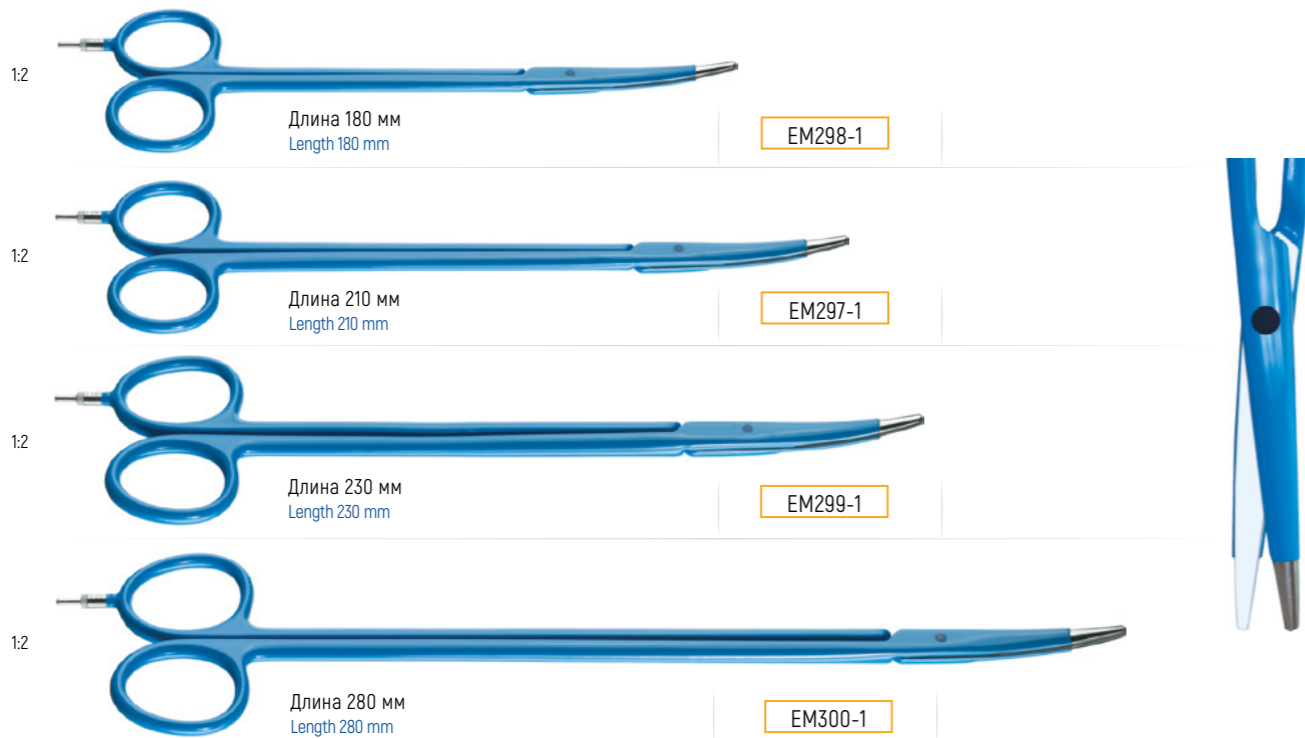 1:2
Длина 180 мм
Length 180 mm
EM298-1
1:2
Длина 210 мм
Length 210 mm
EM297-1
1:2
Длина 230 мм
Length 230 mm
EM299-1
1:2
Длина 280 мм
Length 280 mm
EM300-1